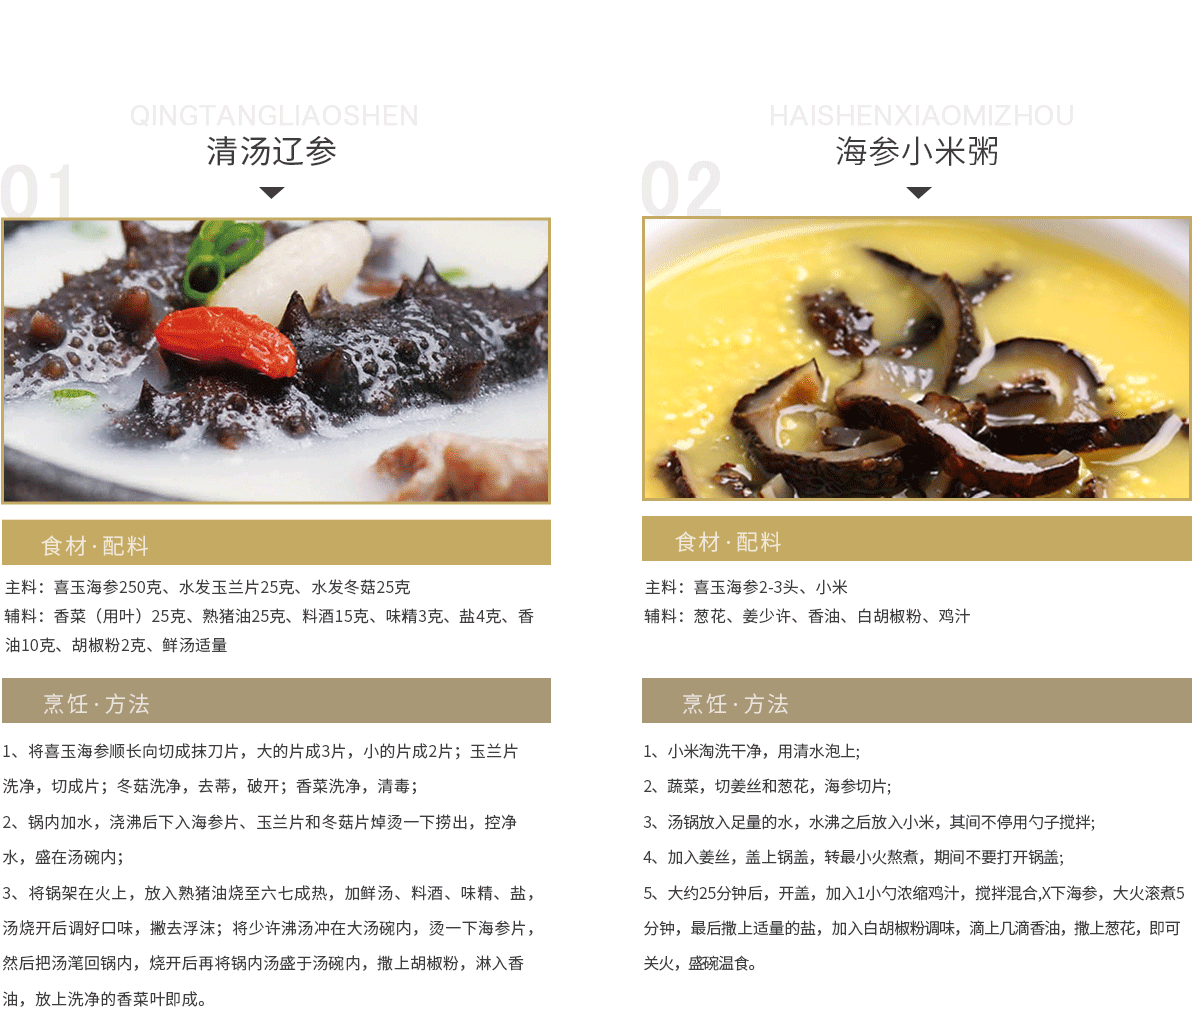 QINGTANGLIAOSHEN
清汤辽参
01
食材·配料
主料：喜玉海参250克、水发玉兰片25克、水发冬菇25克
辅料：香菜（用叶）25克、熟猪油25克、料酒15克、味精3克、盐4克、香
油10克、胡椒粉2克、鲜汤适量
烹饪·方法
1、将喜玉海参顺长向切成抹刀片，大的片成3片，小的片成2片；玉兰片
洗净，切成片；冬菇洗净，去蒂，破开；香菜洗净，清毒；
2、锅内加水，浇沸后下入海参片、玉兰片和冬菇片焯烫一下捞出，控净
水，盛在汤碗内；
3、将锅架在火上，放入熟猪油烧至六七成热，加鲜汤、料酒、味精、盐，
汤烧开后调好口味，撇去浮沫；将少许沸汤冲在大汤碗内，烫一下海参片，
然后把汤滗回锅内，烧开后再将锅内汤盛于汤碗内，撒上胡椒粉，淋入香
油，放上洗净的香菜叶即成。
HAISHENXIAOMIZHOU
海参小米粥
02
食材·配料
主料：喜玉海参2-3头、小米
辅料：葱花、姜少许、香油、白胡椒粉、鸡汁
烹饪·方法
1、小米淘洗干净，用清水泡上;
2、蔬菜，切姜丝和葱花，海参切片;
3、汤锅放入足量的水，水沸之后放入小米，其间不停用勺子搅拌;
4、加入姜丝，盖上锅盖，转最小火熬煮，期间不要打开锅盖;
5、大约25分钟后，开盖，加入1小勺浓缩鸡汁，搅拌混合,X下海参，大火滚煮5
分钟，最后撒上适量的盐，加入白胡椒粉调味，滴上几滴香油，撒上葱花，即可
关火，盛碗温食。